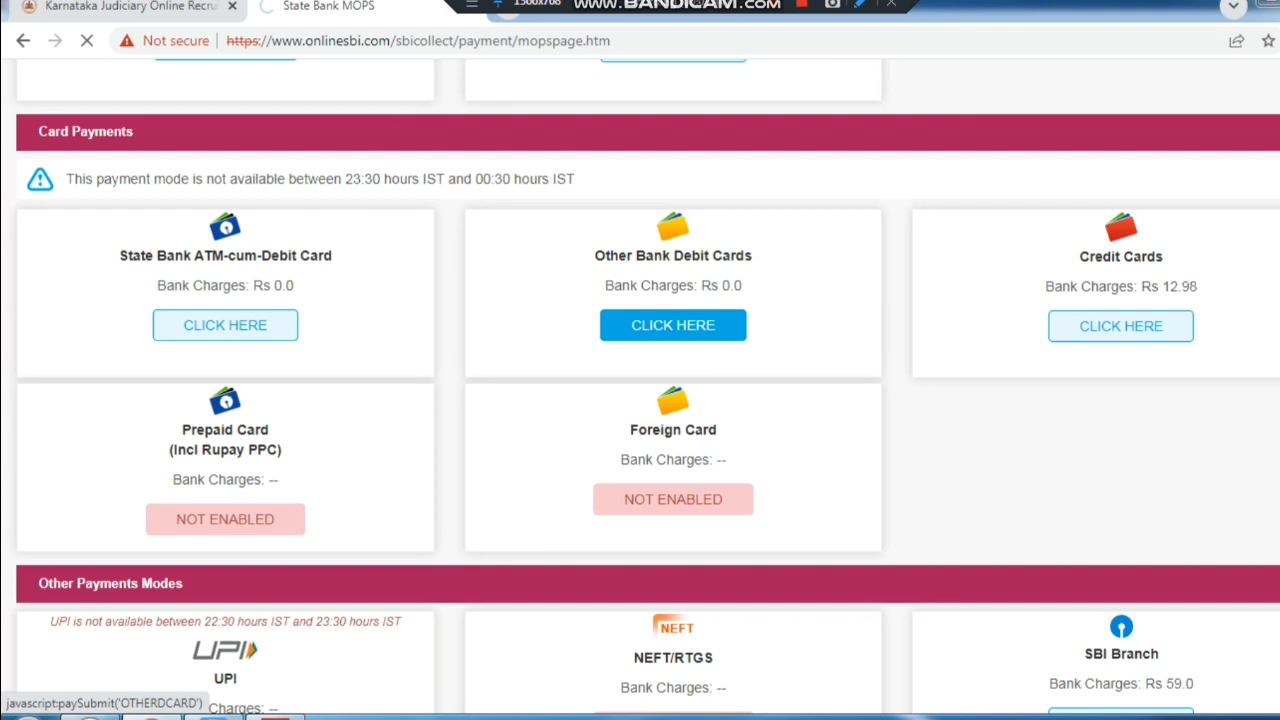 Karnataka Judiciary Online Recru
State Bank MOPS
1366x768
WWW.BANDICAM.COM
Not secure
https://www.onlinesbi.com/sbicollect/payment/mopspage.htm
Card Payments
This payment mode is not available between 23:30 hours IST and 00:30 hours IST
State Bank ATM-cum-Debit Card
Bank Charges: Rs 0.0
CLICK HERE
Other Bank Debit Cards
Bank Charges: Rs 0.0
CLICK HERE
Credit Cards
Bank Charges: Rs 12.98
CLICK HERE
Prepaid Card
(Incl Rupay PPC)
Bank Charges: --
NOT ENABLED
Foreign Card
Bank Charges: --
NOT ENABLED
Other Payments Modes
UPI is not available between 22:30 hours IST and 23:30 hours IST
UPI
UPI
Charges: --
NEFT
NEFT/RTGS
Bank Charges: --
SBI Branch
Bank Charges: Rs 59.0
javascript:paySubmit('OTHERDCARD')